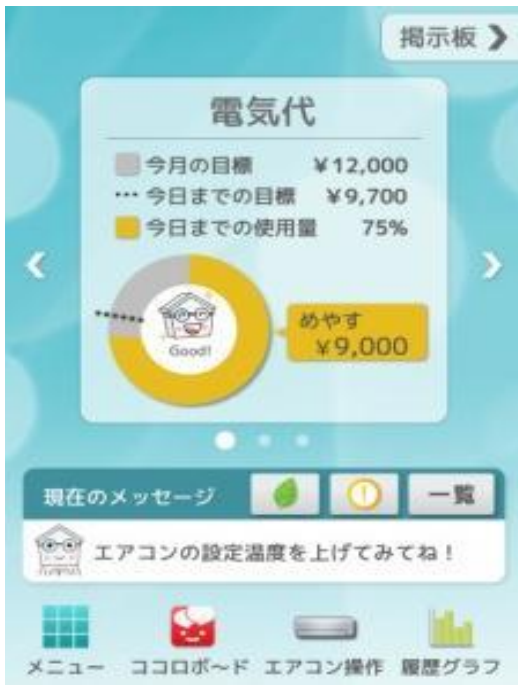 掲示板
電気代
今月の目標 ¥12,000
今日までの目標 ¥9,700
今日までの使用量 75%
Good!
めやす
¥9,000
現在のメッセージ
一覧
エアコンの設定温度を上げてみてね！
メニュー ココロボ〜ド エアコン操作 履歴グラフ